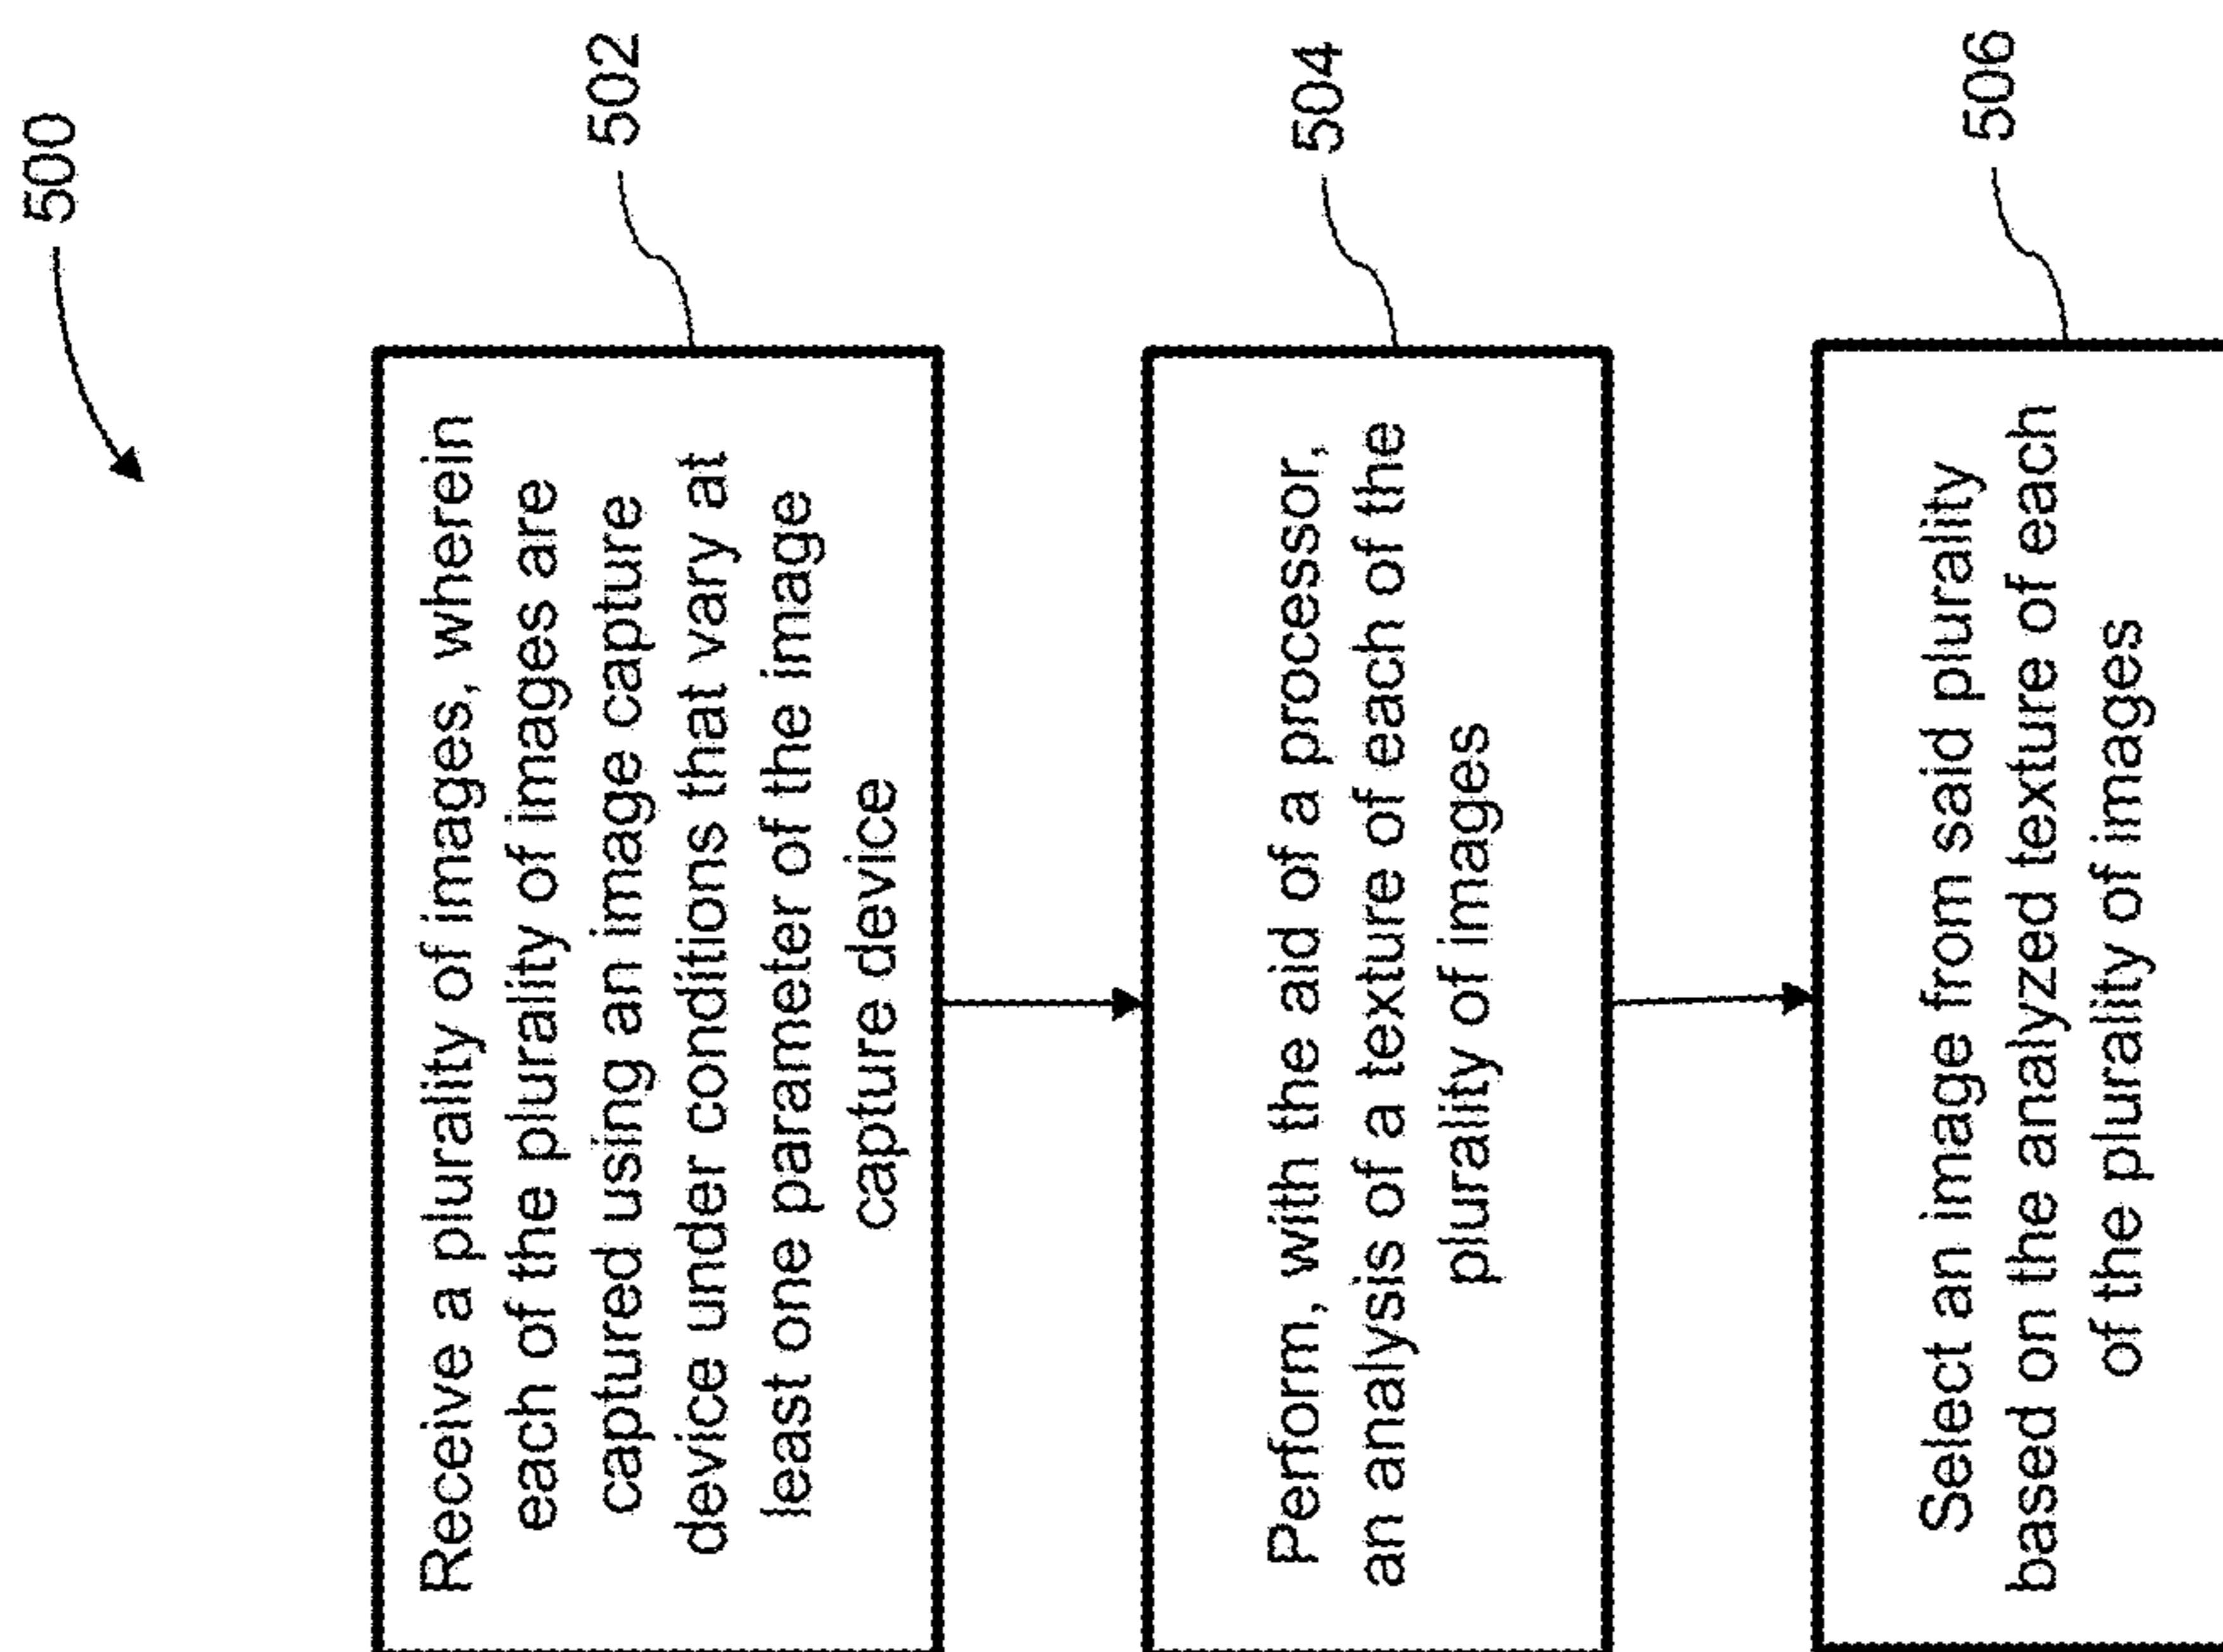 500
502
Receive a plurality of images, wherein
each of the plurality of images are
captured using an image capture
device under conditions that vary at
least one parameter of the image
capture device
504
Perform, with the aid of a processor,
an analysis of a texture of each of the
plurality of images
506
Select an image from said plurality
based on the analyzed texture of each
of the plurality of images